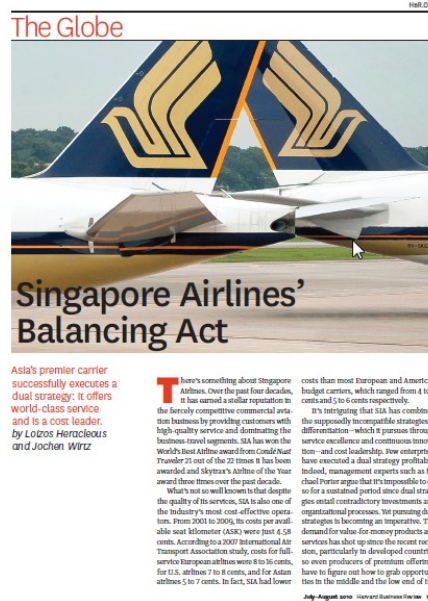 HBR.O
The Globe
Singapore Airlines’
Balancing Act
Asia's premier carrier
successfully executes a
dual strategy: It offers
world-class service
and is a cost leader.
by Loizos Heracleous
and Jochen Wirtz
There's something about Singapore
Airlines. Over the past four decades,
it has earned a stellar reputation in
the fiercely competitive commercial avia-
tion business by providing customers with
high-quality service and dominating the
business-travel segments. SIA has won the
World's Best Airline award from Condé Nast
Traveler 21 out of the 22 times it has been
awarded and Skytrax's Airline of the Year
award three times over the past decade.
What's not so well known is that despite
the quality of its services, SIA is also one of
the industry's most cost-effective opera-
tors. From 2001 to 2009, its costs per avail-
able seat kilometer (ASK) were just 4.58
cents. According to a 2007 International Air
Transport Association study, costs for full-
service European airlines were 8 to 16 cents,
for U.S. airlines 7 to 8 cents, and for Asian
airlines 5 to 7 cents. In fact, SIA had lower
costs than most European and America
budget carriers, which ranged from 4 to
cents and 5 to 6 cents respectively.
It's intriguing that SIA has combin
the supposedly incompatible strategies
differentiation—which it pursues throug
service excellence and continuous innov
tion—and cost leadership. Few enterpris
have executed a dual strategy profitabl
indeed, management experts such as M
chael Porter argue that it's impossible to
so for a sustained period since dual stra
gies entail contradictory investments a
organizational processes. Yet pursuing du
strategies is becoming an imperative. T
demand for value-for-money products a
services has shot up since the recent rec
sion, particularly in developed countri
so even producers of premium offerin
have to figure out how to grab opportu
ties in the middle and the low end of t
July–August 2010 Harvard Business Review